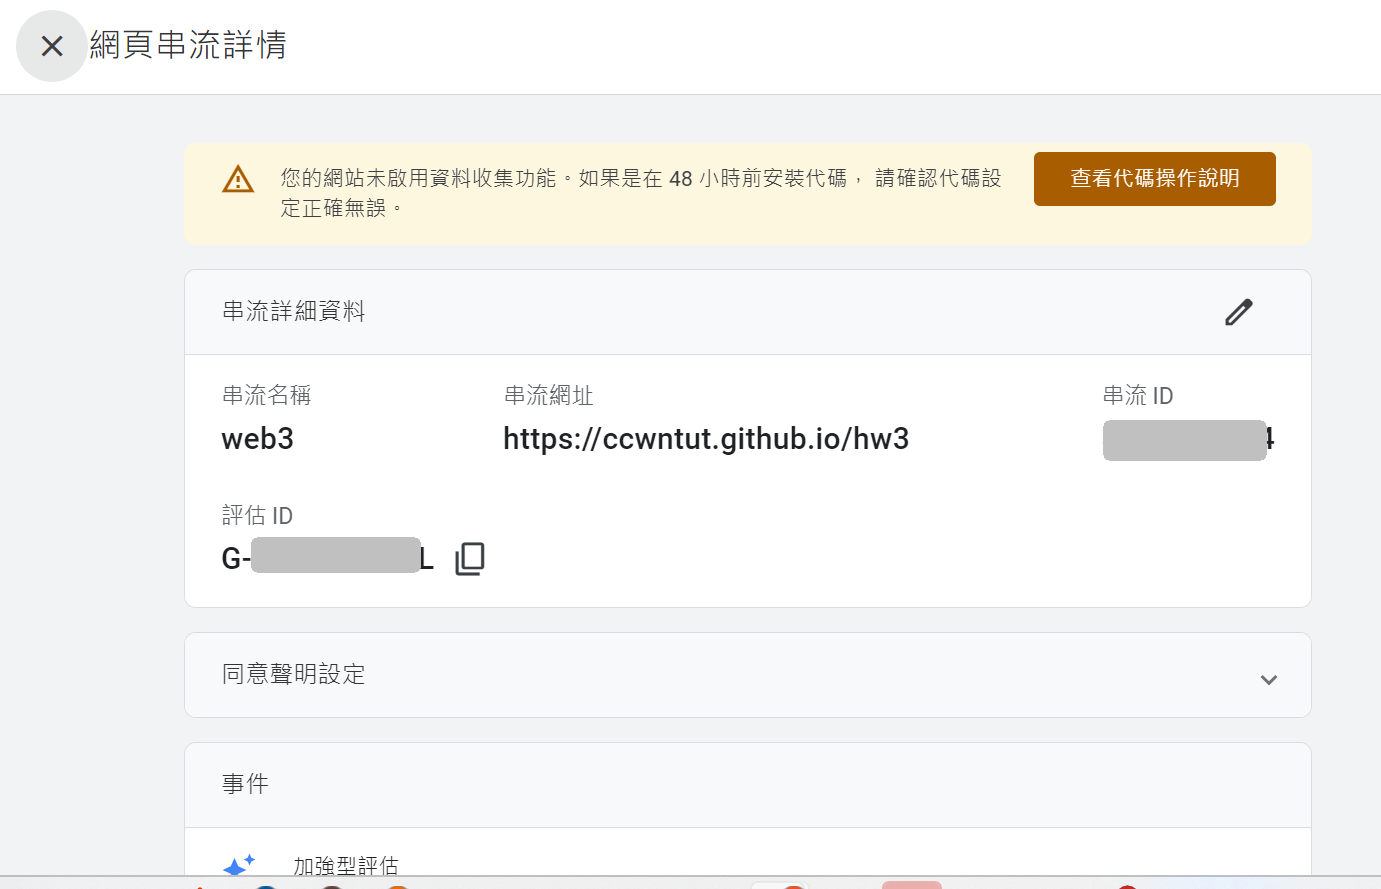 網頁串流詳情
您的網站未啟用資料收集功能。如果是在 48 小時前安裝代碼，請確認代碼設
定正確無誤。
查看代碼操作說明
串流詳細資料
串流名稱
web3
串流網址
https://ccwntut.github.io/hw3
串流 ID
4
評估 ID
G-
L
同意聲明設定
事件
加強型評估